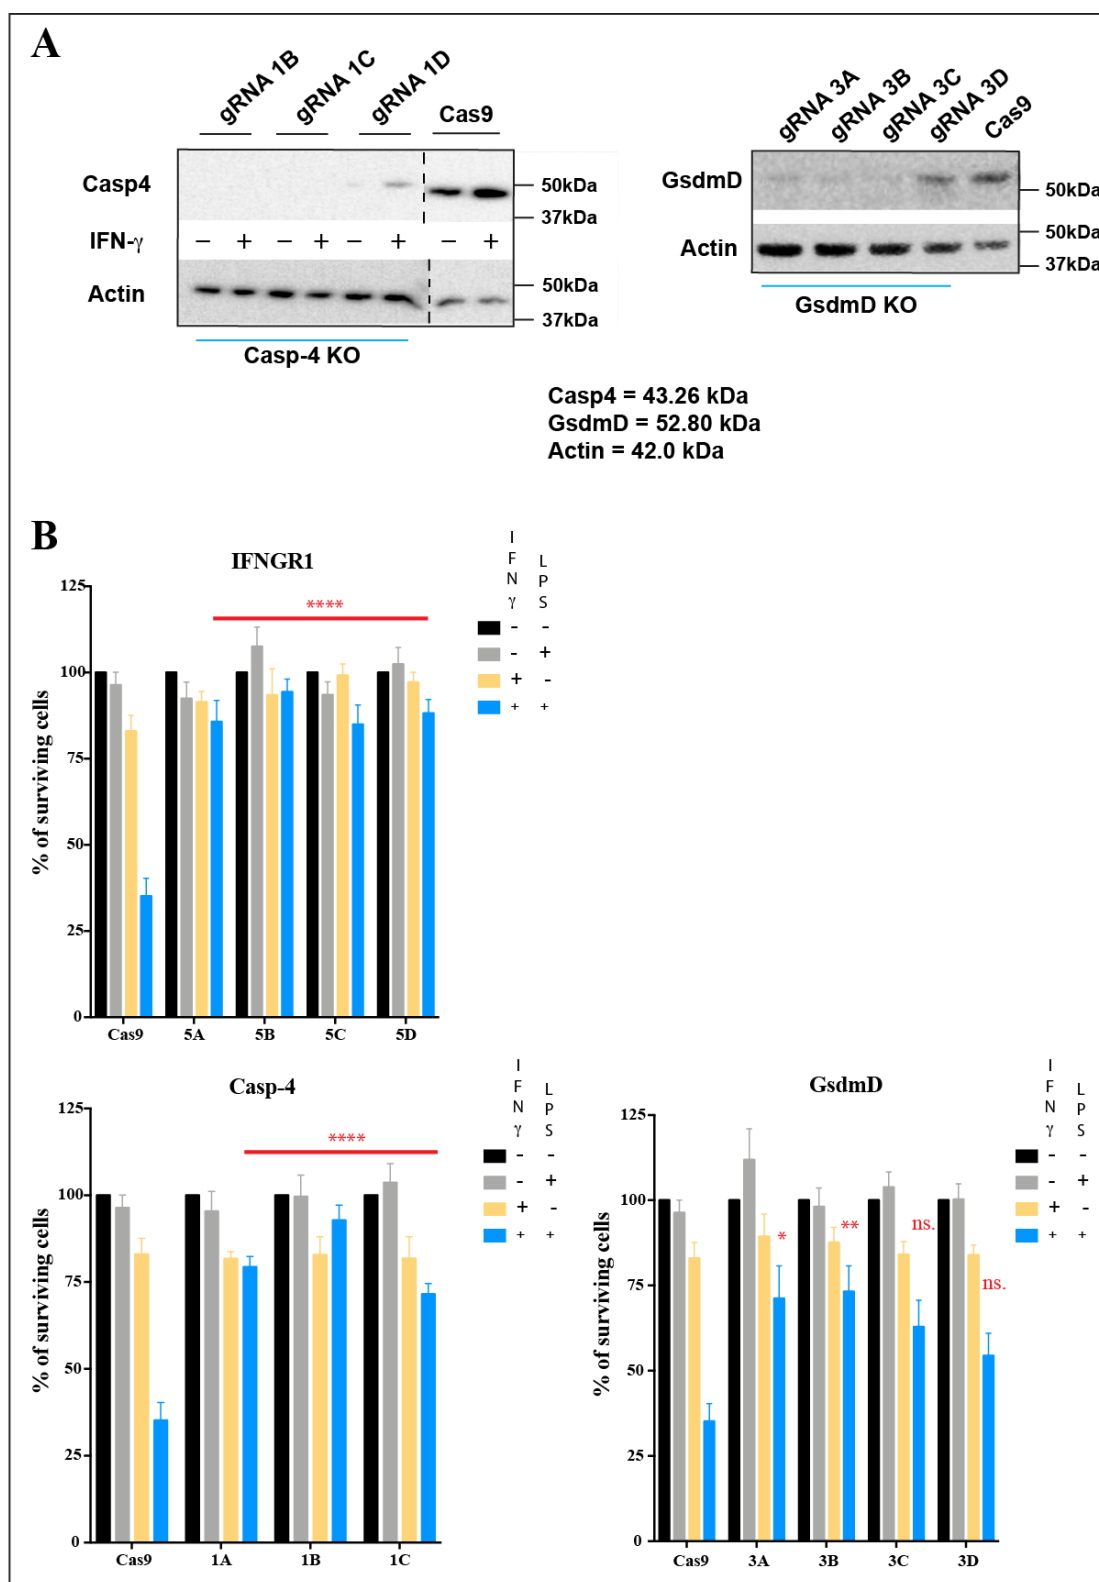 A
gRNA 1B
gRNA 1C
gRNA 1D
Cas9
Casp4
50kDa
37kDa
IFN-γ
− + − + − + − +
Actin
50kDa
37kDa
Casp-4 KO
gRNA 3A
gRNA 3B
gRNA 3C
gRNA 3D
Cas9
GsdmD
50kDa
Actin
50kDa
37kDa
GsdmD KO
Casp4 = 43.26 kDa
GsdmD = 52.80 kDa
Actin = 42.0 kDa
B
IFNGR1
% of surviving cells
125
100
75
50
25
0
****
Cas9 5A 5B 5C 5D
IFNγ LPS
- -
- +
+ -
+ +
Casp-4
% of surviving cells
125
100
75
50
25
0
****
Cas9 1A 1B 1C
IFNγ LPS
- -
- +
+ -
+ +
GsdmD
% of surviving cells
125
100
75
50
25
0
* ** ns. ns.
Cas9 3A 3B 3C 3D
IFNγ LPS
- -
- +
+ -
+ +